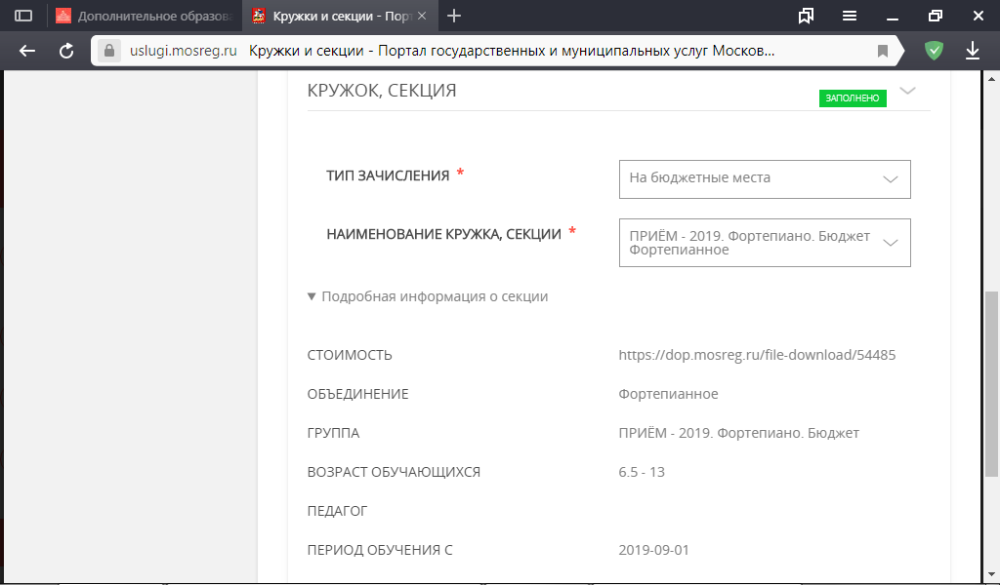 Дополнительное образова
Кружки и секции - Порт
uslugi.mosreg.ru Кружки и секции - Портал государственных и муниципальных услуг Москов...
КРУЖОК, СЕКЦИЯ
ЗАПОЛНЕНО
ТИП ЗАЧИСЛЕНИЯ *
На бюджетные места
НАИМЕНОВАНИЕ КРУЖКА, СЕКЦИИ *
ПРИЁМ - 2019. Фортепиано. Бюджет
Фортепианное
▼ Подробная информация о секции
СТОИМОСТЬ
https://dop.mosreg.ru/file-download/54485
ОБЪЕДИНЕНИЕ
Фортепианное
ГРУППА
ПРИЁМ - 2019. Фортепиано. Бюджет
ВОЗРАСТ ОБУЧАЮЩИХСЯ
6.5 - 13
ПЕДАГОГ
ПЕРИОД ОБУЧЕНИЯ С
2019-09-01